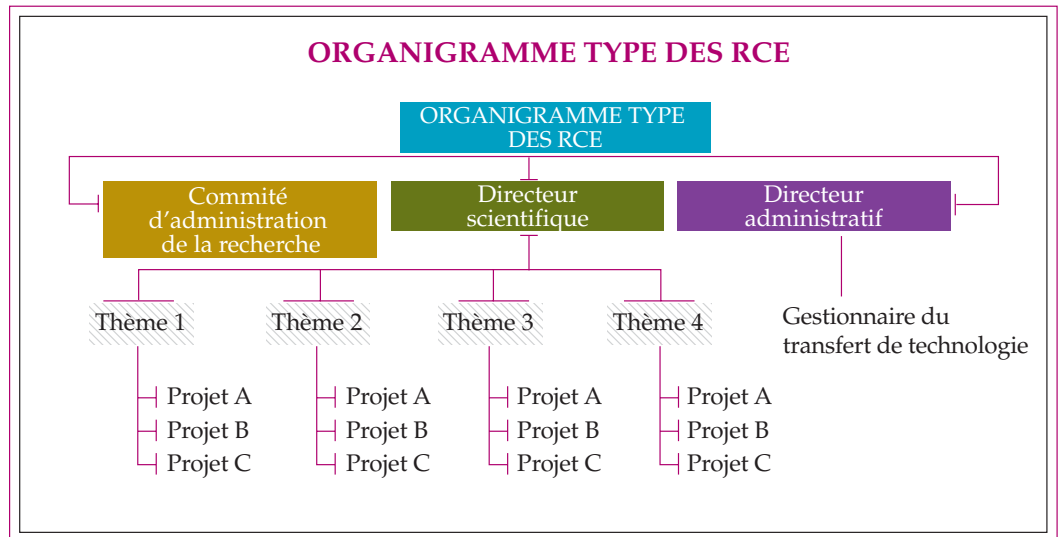 ORGANIGRAMME TYPE DES RCE
ORGANIGRAMME TYPE
DES RCE
Commité
d'administration
de la recherche
Directeur
scientifique
Directeur
administratif
Thème 1
Thème 2
Thème 3
Thème 4
Gestionnaire du
transfert de technologie
Projet A
Projet B
Projet C
Projet A
Projet B
Projet C
Projet A
Projet B
Projet C
Projet A
Projet B
Projet C